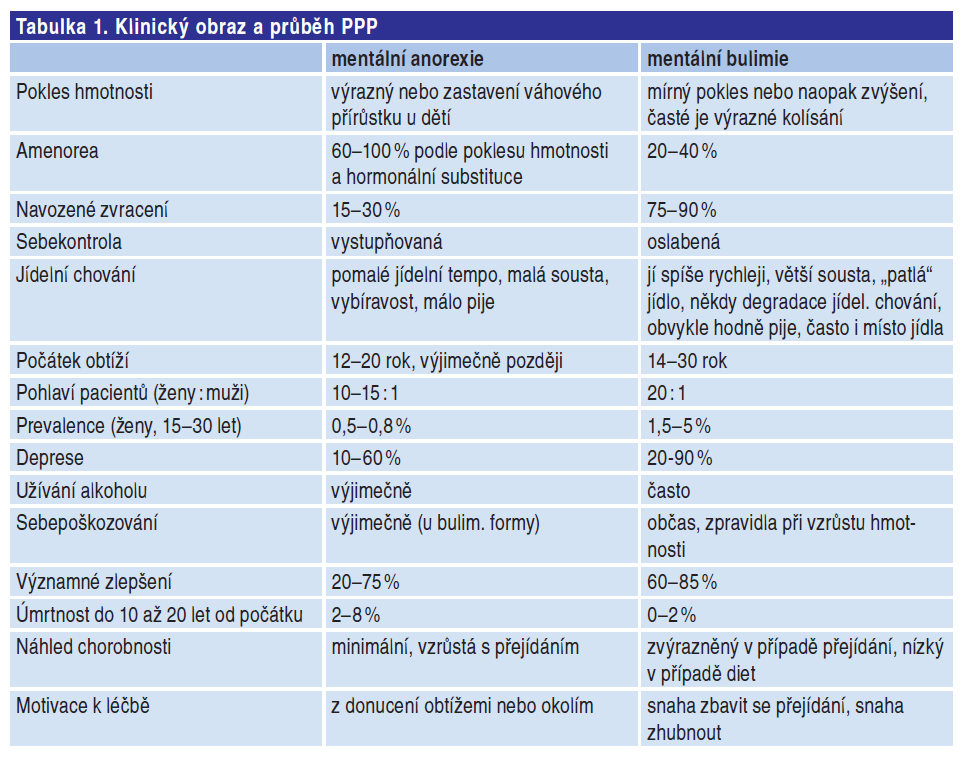 Tabulka 1. Klinický obraz a průběh PPP
mentální anorexie mentální bulimie
Pokles hmotnosti výrazný nebo zastavení váhového mírný pokles nebo naopak zvýšení,
přírůstku u dětí časté je výrazné kolísání
Amenorea 60–100 % podle poklesu hmotnosti 20–40 %
a hormonální substituce
Navozené zvracení 15–30 % 75–90 %
Sebekontrola vystupňovaná oslabená
Jídelní chování pomalé jídelní tempo, malá sousta, jí spíše rychleji, větší sousta, „patlá“
vybíravost, málo pije jídlo, někdy degradace jídel. chování,
obvykle hodně pije, často i místo jídla
Počátek obtíží 12–20 rok, výjimečně později 14–30 rok
Pohlaví pacientů (ženy : muži) 10–15 : 1 20 : 1
Prevalence (ženy, 15–30 let) 0,5–0,8 % 1,5–5 %
Deprese 10–60 % 20-90 %
Užívání alkoholu výjimečně často
Sebepoškozování výjimečně (u bulim. formy) občas, zpravidla při vzrůstu hmot-
nosti
Významné zlepšení 20–75 % 60–85 %
Úmrtnost do 10 až 20 let od počátku 2–8 % 0–2 %
Náhled chorobnosti minimální, vzrůstá s přejídáním zvýrazněný v případě přejídání, nízký
v případě diet
Motivace k léčbě z donucení obtížemi nebo okolím snaha zbavit se přejídání, snaha
zhubnout